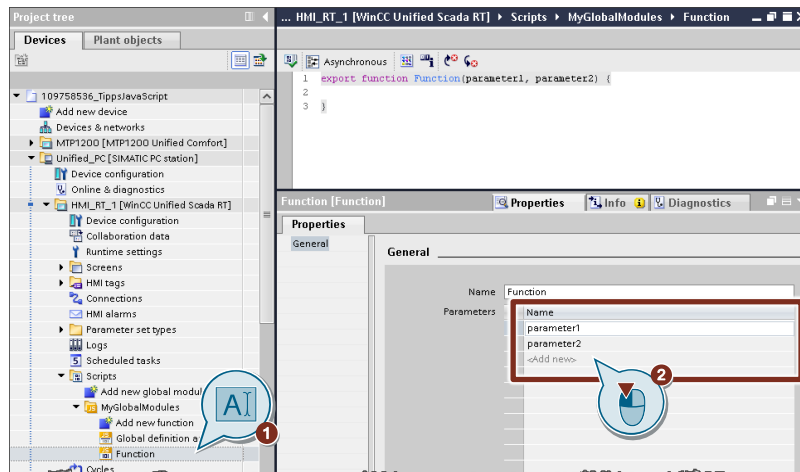 Project tree
Devices
Plant objects
109758536_TippsJavaScript
Add new device
Devices & networks
MTP1200 [MTP1200 Unified Comfort]
Unified_PC [SIMATIC PC station]
Device configuration
Online & diagnostics
HMI_RT_1 [WinCC Unified Scada RT]
Device configuration
Collaboration data
Runtime settings
Screens
HMI tags
Connections
HMI alarms
Parameter set types
Logs
Scheduled tasks
Scripts
Add new global modul
MyGlobalModules
Add new function
Global definition a
Function
Cycles
A
1
... HMI_RT_1 [WinCC Unified Scada RT] ▸ Scripts ▸ MyGlobalModules ▸ Function
Asynchronous
1 export function Function(parameter1, parameter2) {
2
3 }
Function [Function]
Properties
Info
Diagnostics
Properties
General
General
Name Function
Parameters
Name
parameter1
parameter2
<Add new>
2